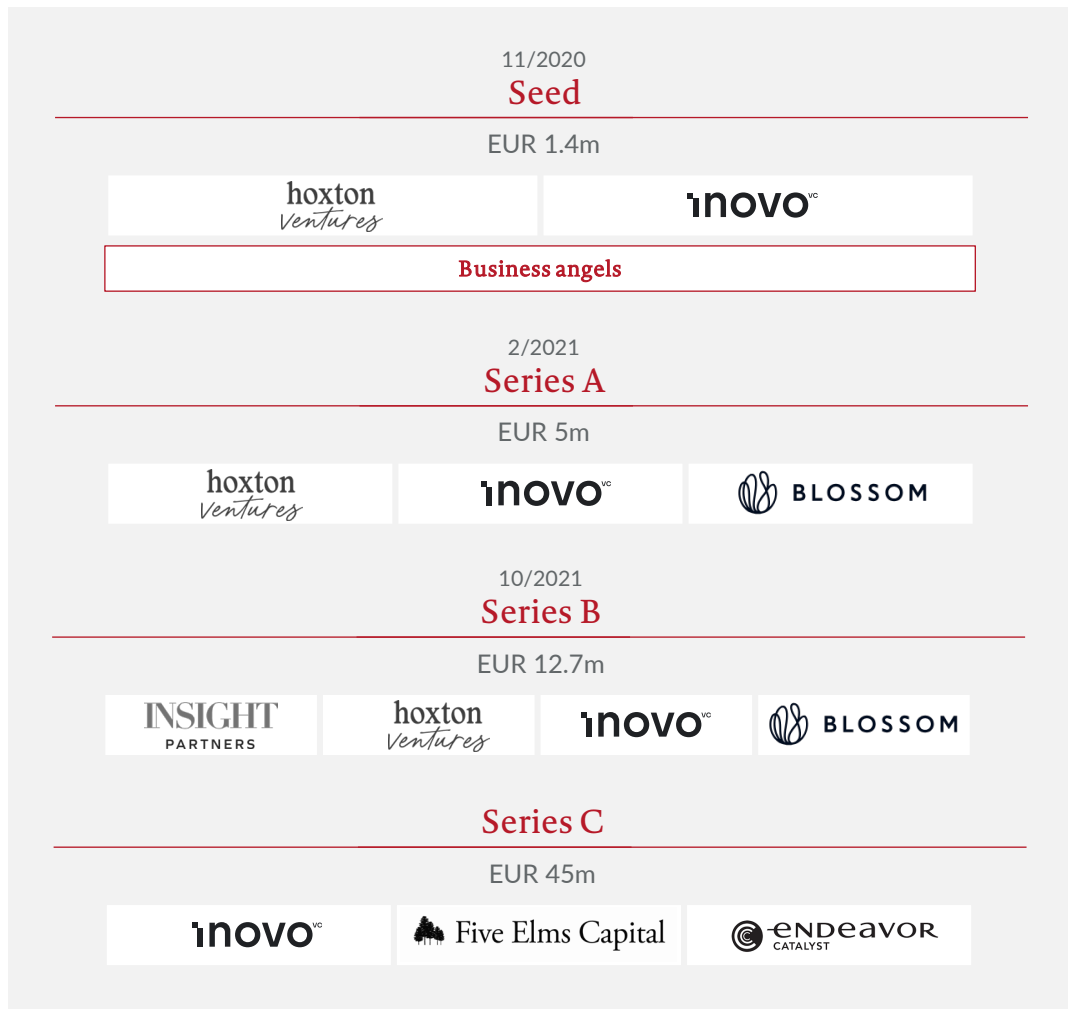 11/2020
Seed
EUR 1.4m
hoxton
ventures
inovo vc
Business angels
2/2021
Series A
EUR 5m
hoxton
ventures
inovo vc
BLOSSOM
10/2021
Series B
EUR 12.7m
INSIGHT
PARTNERS
hoxton
ventures
inovo vc
BLOSSOM
Series C
EUR 45m
inovo vc
Five Elms Capital
enDeavor
CATALYST